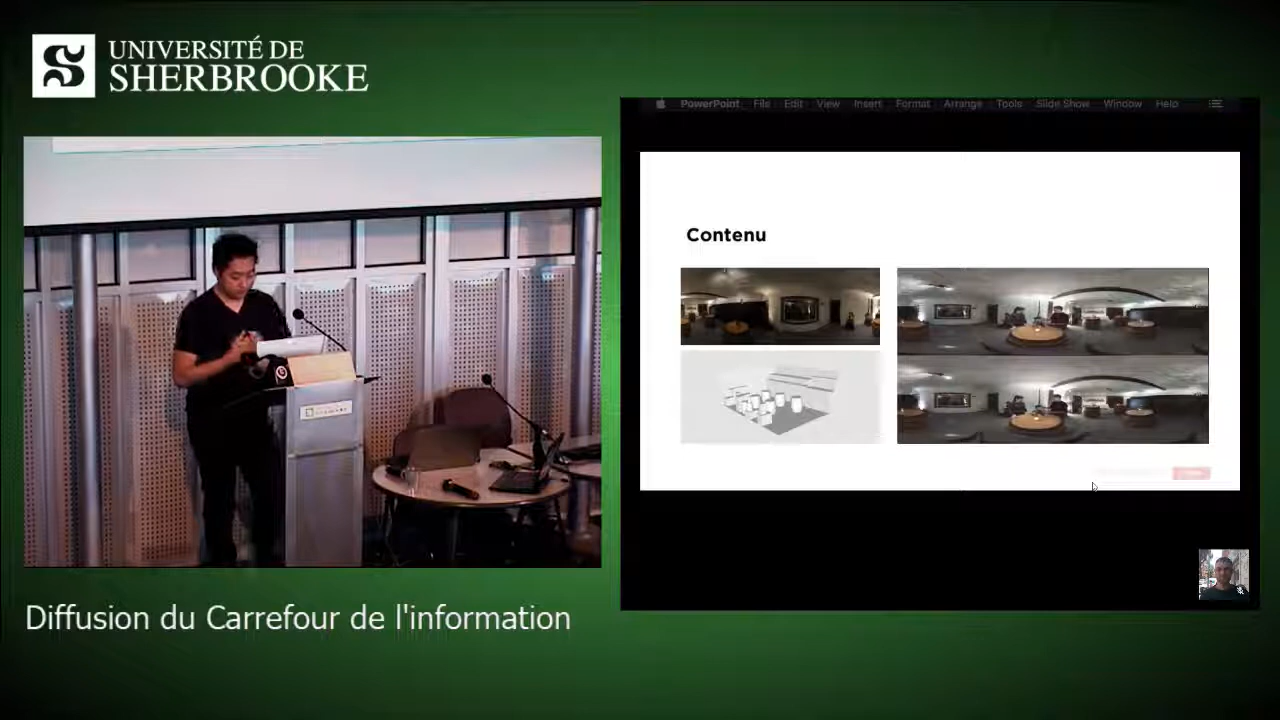 UNIVERSITÉ DE
SHERBROOKE
PowerPoint File Edit View Insert Format Arrange Tools Slide Show Window Help
Contenu
Diffusion du Carrefour de l'information